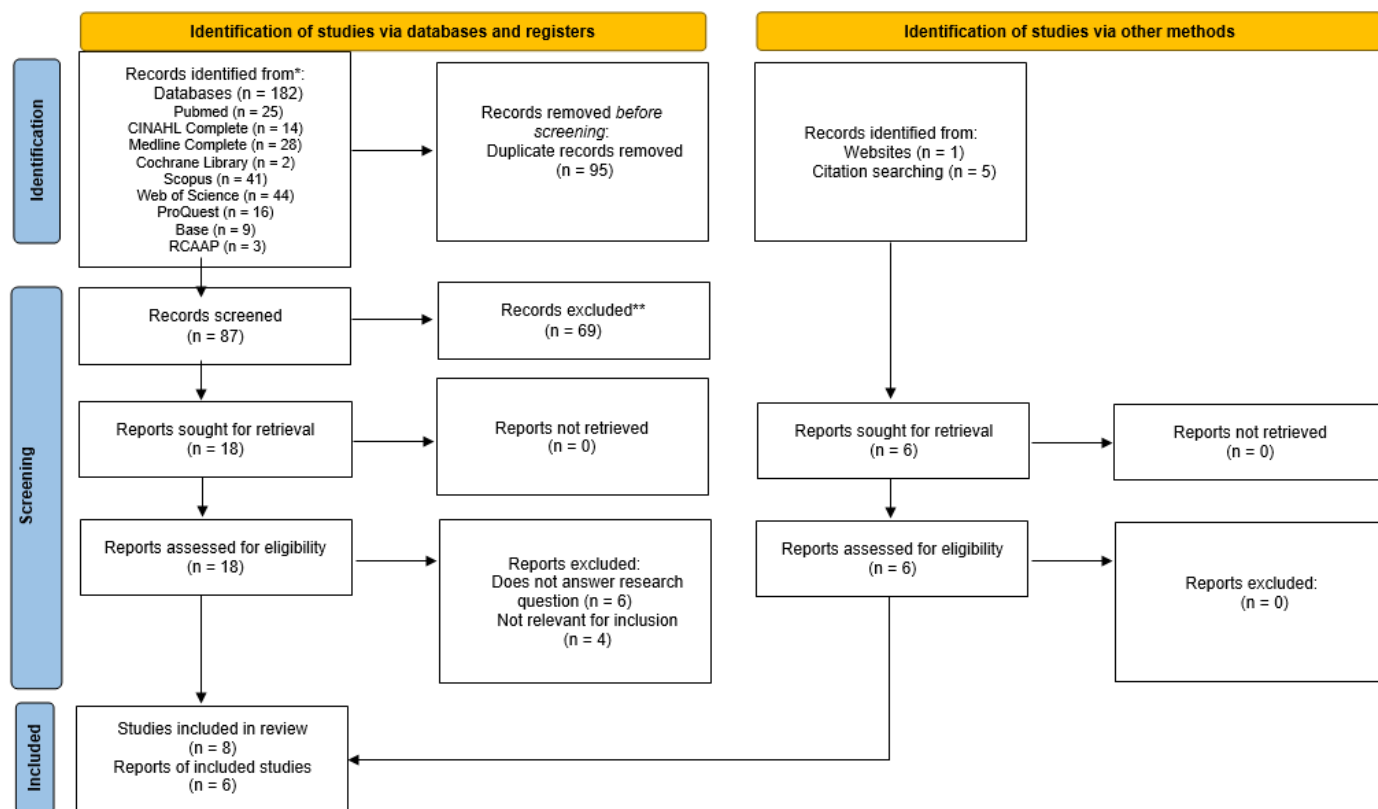 Identification of studies via databases and registers
Identification of studies via other methods
Identification
Records identified from*:
Databases (n = 182)
Pubmed (n = 25)
CINAHL Complete (n = 14)
Medline Complete (n = 28)
Cochrane Library (n = 2)
Scopus (n = 41)
Web of Science (n = 44)
ProQuest (n = 16)
Base (n = 9)
RCAAP (n = 3)
Records removed before
screening:
Duplicate records removed
(n = 95)
Records identified from:
Websites (n = 1)
Citation searching (n = 5)
Screening
Records screened
(n = 87)
Records excluded**
(n = 69)
Reports sought for retrieval
(n = 18)
Reports not retrieved
(n = 0)
Reports sought for retrieval
(n = 6)
Reports not retrieved
(n = 0)
Reports assessed for eligibility
(n = 18)
Reports excluded:
Does not answer research
question (n = 6)
Not relevant for inclusion
(n = 4)
Reports assessed for eligibility
(n = 6)
Reports excluded:
(n = 0)
Included
Studies included in review
(n = 8)
Reports of included studies
(n = 6)